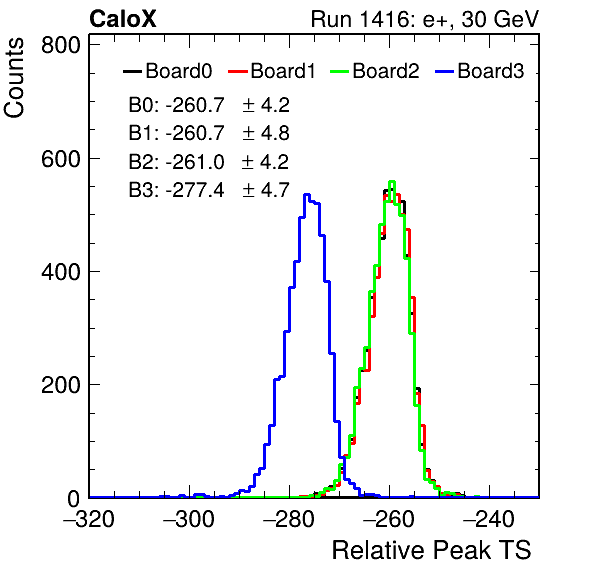 CaloX Run 1416: e+, 30 GeV
Counts
800
Board0 Board1 Board2 Board3
B0: -260.7 ± 4.2
B1: -260.7 ± 4.8
B2: -261.0 ± 4.2
B3: -277.4 ± 4.7
600
400
200
0
−320 −300 −280 −260 −240
Relative Peak TS